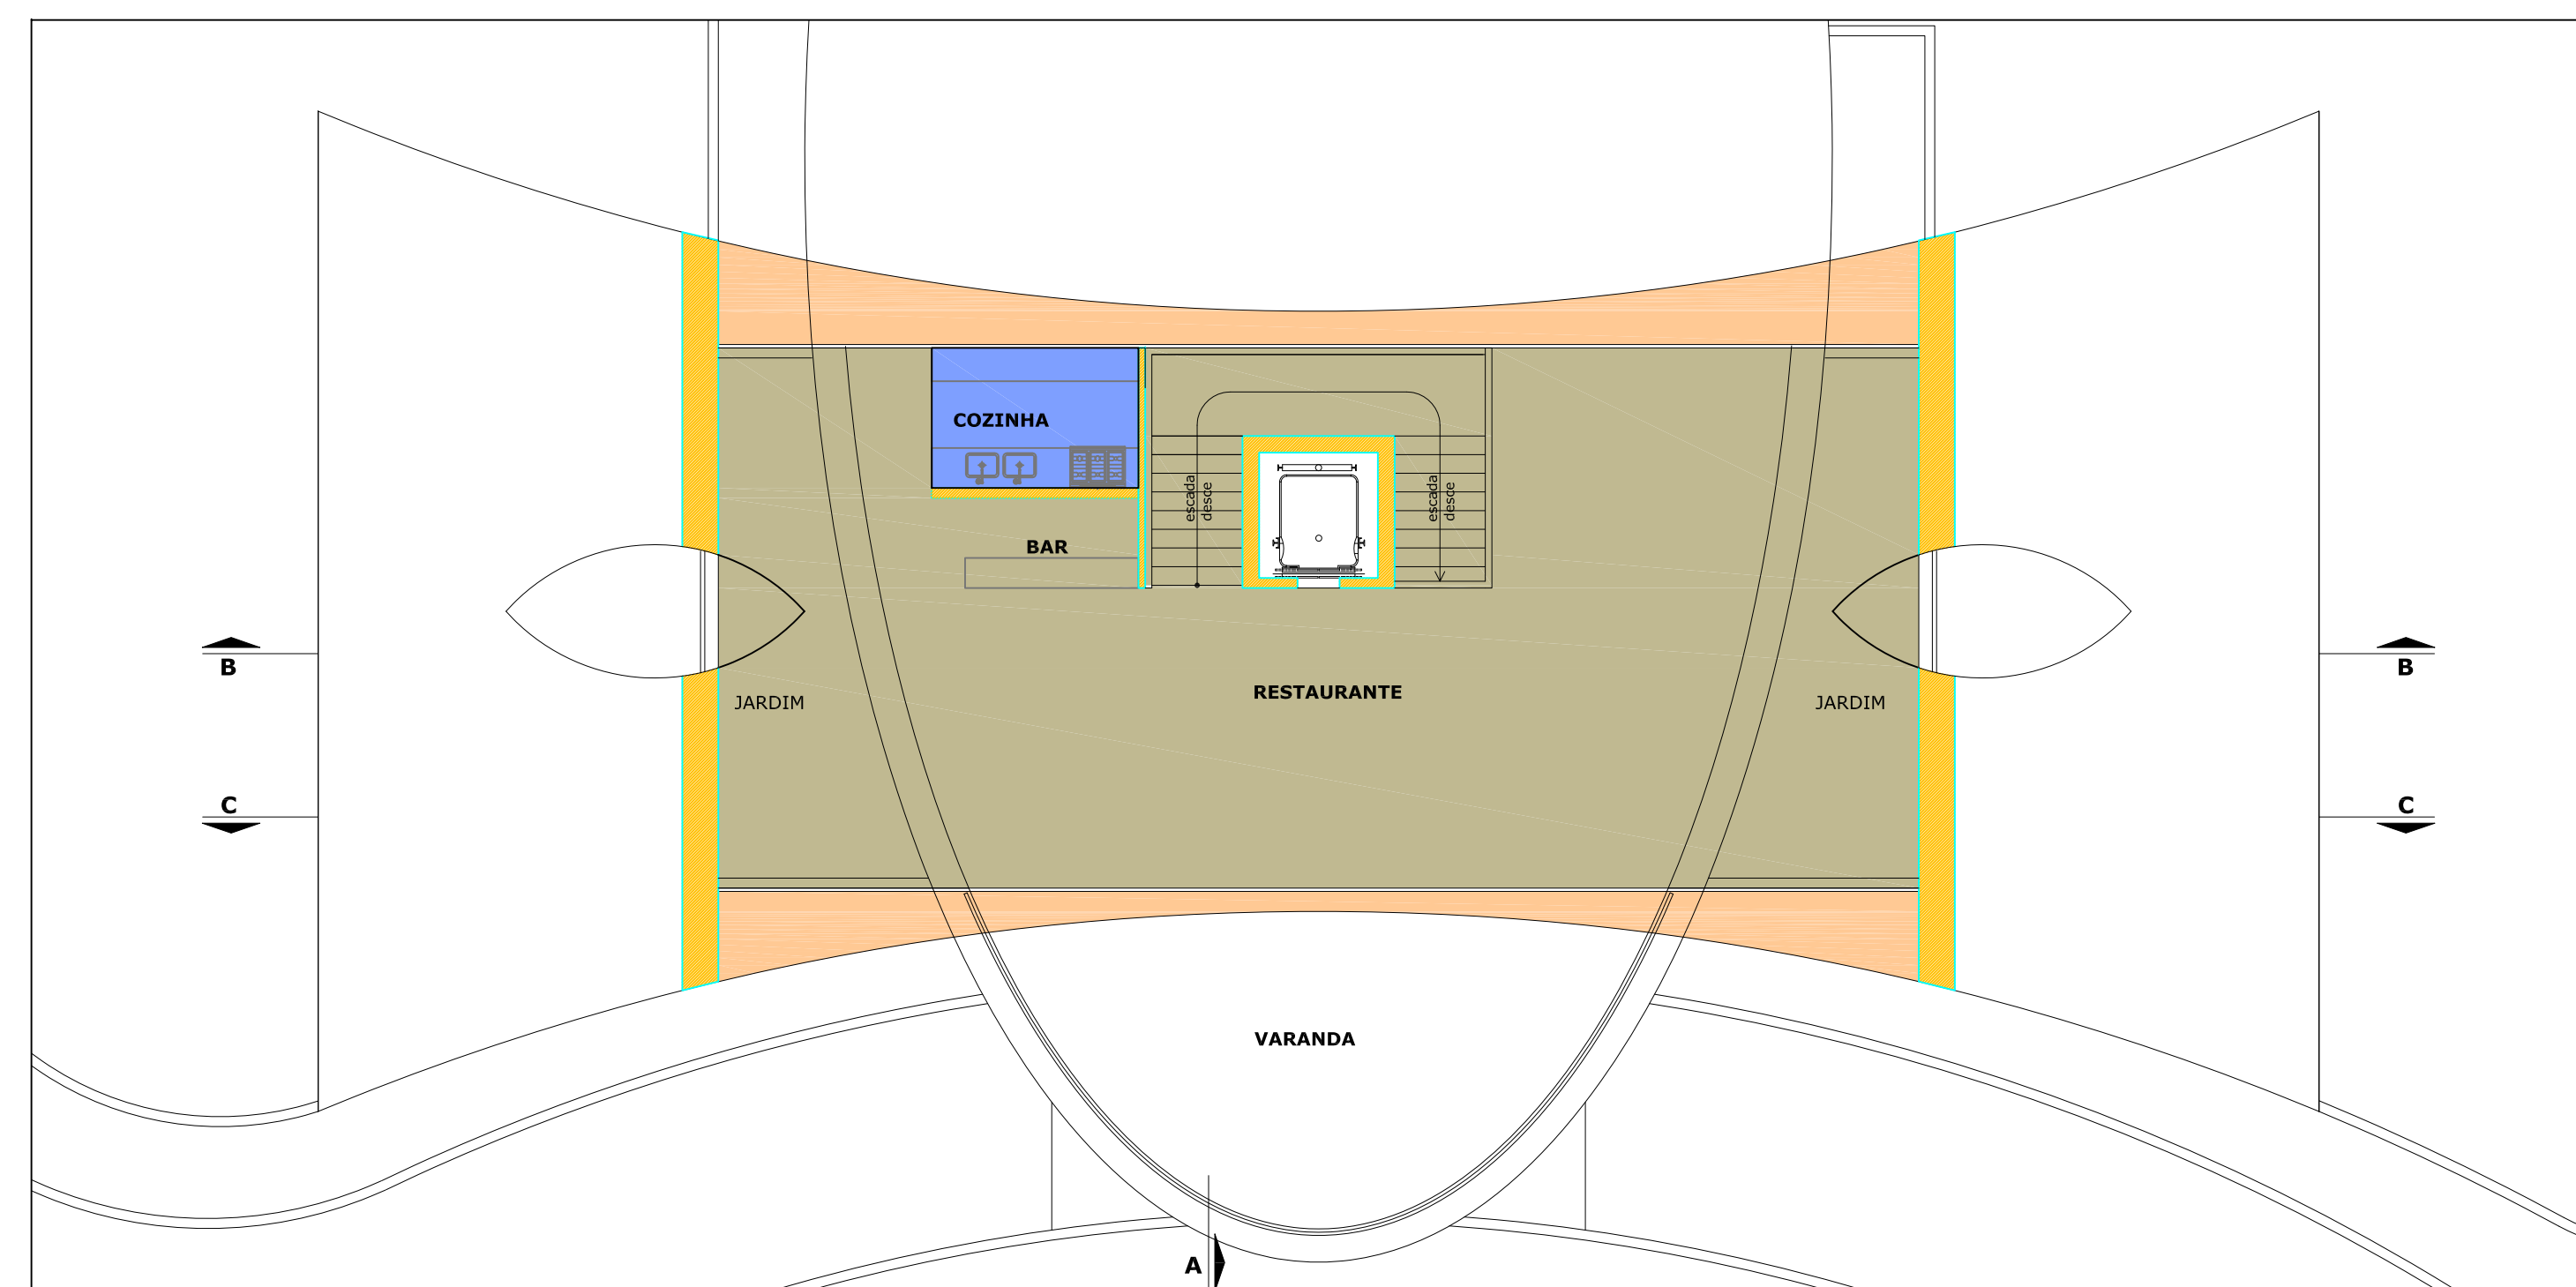 COZINHA
escada
desce
escada
desce
BAR
B
B
RESTAURANTE
JARDIM
JARDIM
C
C
VARANDA
A